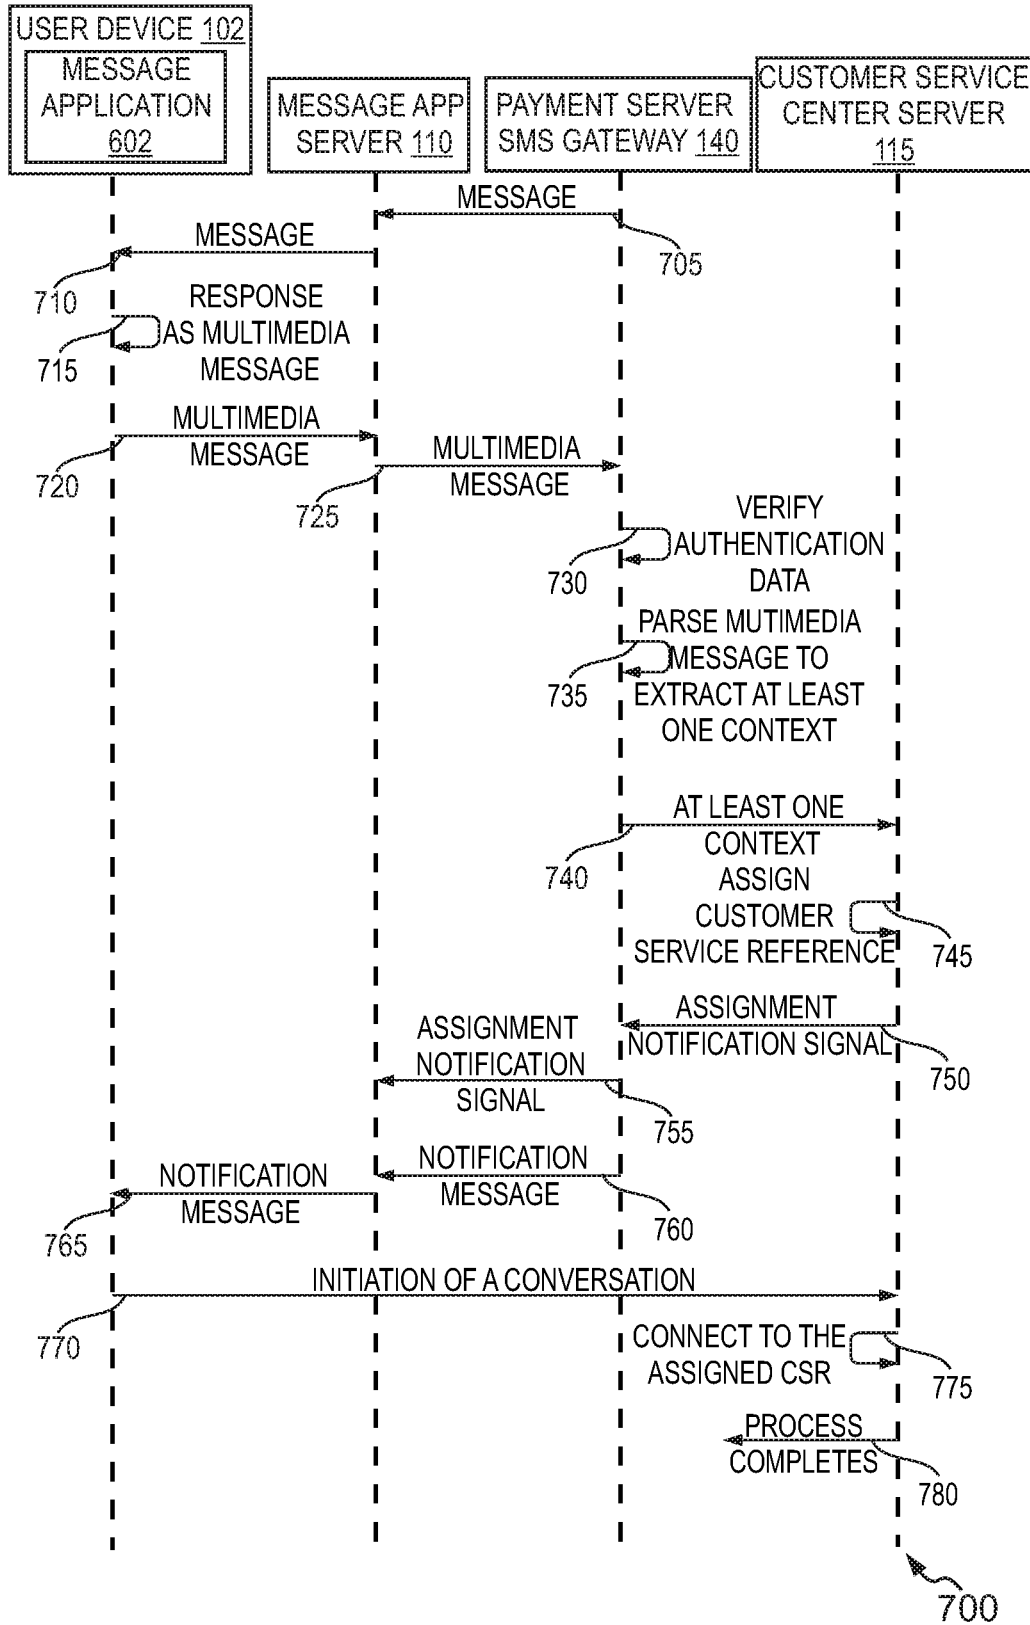 USER DEVICE 102
MESSAGE
APPLICATION
602
MESSAGE APP
SERVER 110
PAYMENT SERVER
SMS GATEWAY 140
CUSTOMER SERVICE
CENTER SERVER
115
MESSAGE
705
MESSAGE
710
RESPONSE
AS MULTIMEDIA
MESSAGE
715
MULTIMEDIA
MESSAGE
720
MULTIMEDIA
MESSAGE
725
VERIFY
AUTHENTICATION
DATA
730
PARSE MUTIMEDIA
MESSAGE TO
EXTRACT AT LEAST
ONE CONTEXT
735
AT LEAST ONE
CONTEXT
740
ASSIGN
CUSTOMER
SERVICE REFERENCE
745
ASSIGNMENT
NOTIFICATION SIGNAL
750
ASSIGNMENT
NOTIFICATION
SIGNAL
755
NOTIFICATION
MESSAGE
760
NOTIFICATION
MESSAGE
765
INITIATION OF A CONVERSATION
770
CONNECT TO THE
ASSIGNED CSR
775
PROCESS
COMPLETES
780
700